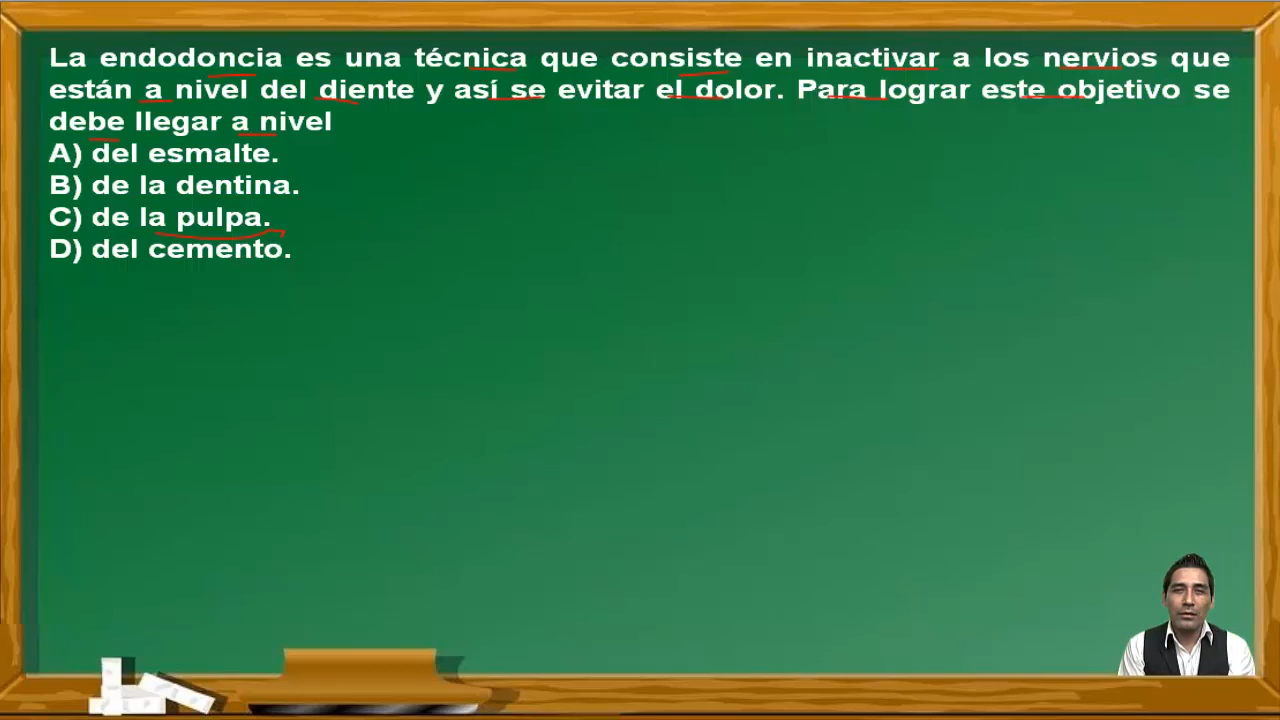 La endodoncia es una técnica que consiste en inactivar a los nervios que
están a nivel del diente y así se evitar el dolor. Para lograr este objetivo se
debe llegar a nivel
A) del esmalte.
B) de la dentina.
C) de la pulpa.
D) del cemento.